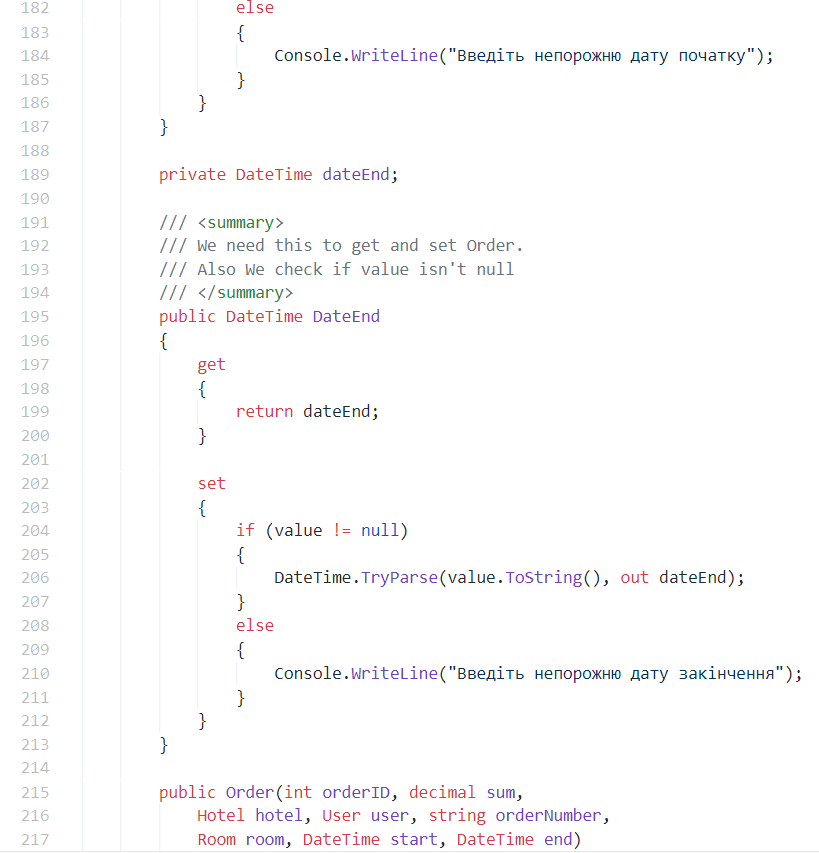 182 else
183 {
184 Console.WriteLine("Введіть непорожню дату початку");
185 }
186 }
187 }
188
189 private DateTime dateEnd;
190
191 /// <summary>
192 /// We need this to get and set Order.
193 /// Also We check if value isn't null
194 /// </summary>
195 public DateTime DateEnd
196 {
197 get
198 {
199 return dateEnd;
200 }
201
202 set
203 {
204 if (value != null)
205 {
206 DateTime.TryParse(value.ToString(), out dateEnd);
207 }
208 else
209 {
210 Console.WriteLine("Введіть непорожню дату закінчення");
211 }
212 }
213 }
214
215 public Order(int orderID, decimal sum,
216 Hotel hotel, User user, string orderNumber,
217 Room room, DateTime start, DateTime end)